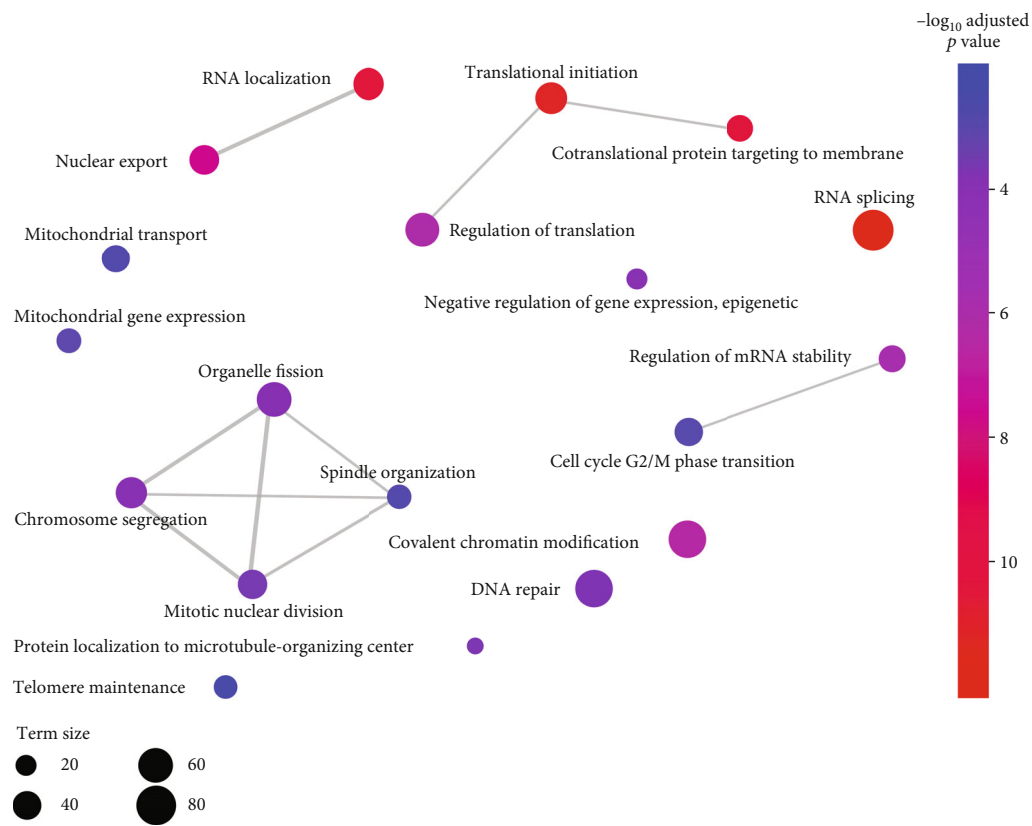 –log10 adjusted
p value
RNA localization
Translational initiation
Nuclear export
Cotranslational protein targeting to membrane
4
RNA splicing
Mitochondrial transport
Regulation of translation
Negative regulation of gene expression, epigenetic
Mitochondrial gene expression
6
Regulation of mRNA stability
Organelle fission
8
Cell cycle G2/M phase transition
Spindle organization
Chromosome segregation
Covalent chromatin modification
10
DNA repair
Mitotic nuclear division
Protein localization to microtubule-organizing center
Telomere maintenance
Term size
20
60
40
80